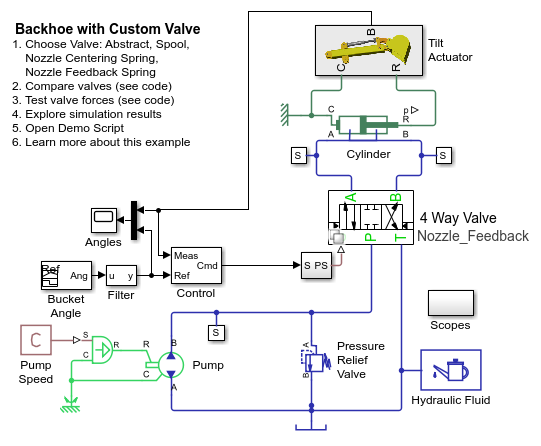 Backhoe with Custom Valve
1. Choose Valve: Abstract, Spool,
Nozzle Centering Spring,
Nozzle Feedback Spring
2. Compare valves (see code)
3. Test valve forces (see code)
4. Explore simulation results
5. Open Demo Script
6. Learn more about this example
B
Tilt
Actuator
C
R
C
p
R
A
B
Cylinder
S
S
A
B
4 Way Valve
Nozzle_Feedback
P
T
Angles
Meas
Cmd
Ref
Control
S PS
Ref
Ang
Bucket
Angle
u
y
Filter
Scopes
S
C
Pump
Speed
S
R
C
R
B
C
A
Pump
A
B
Pressure
Relief
Valve
Hydraulic Fluid